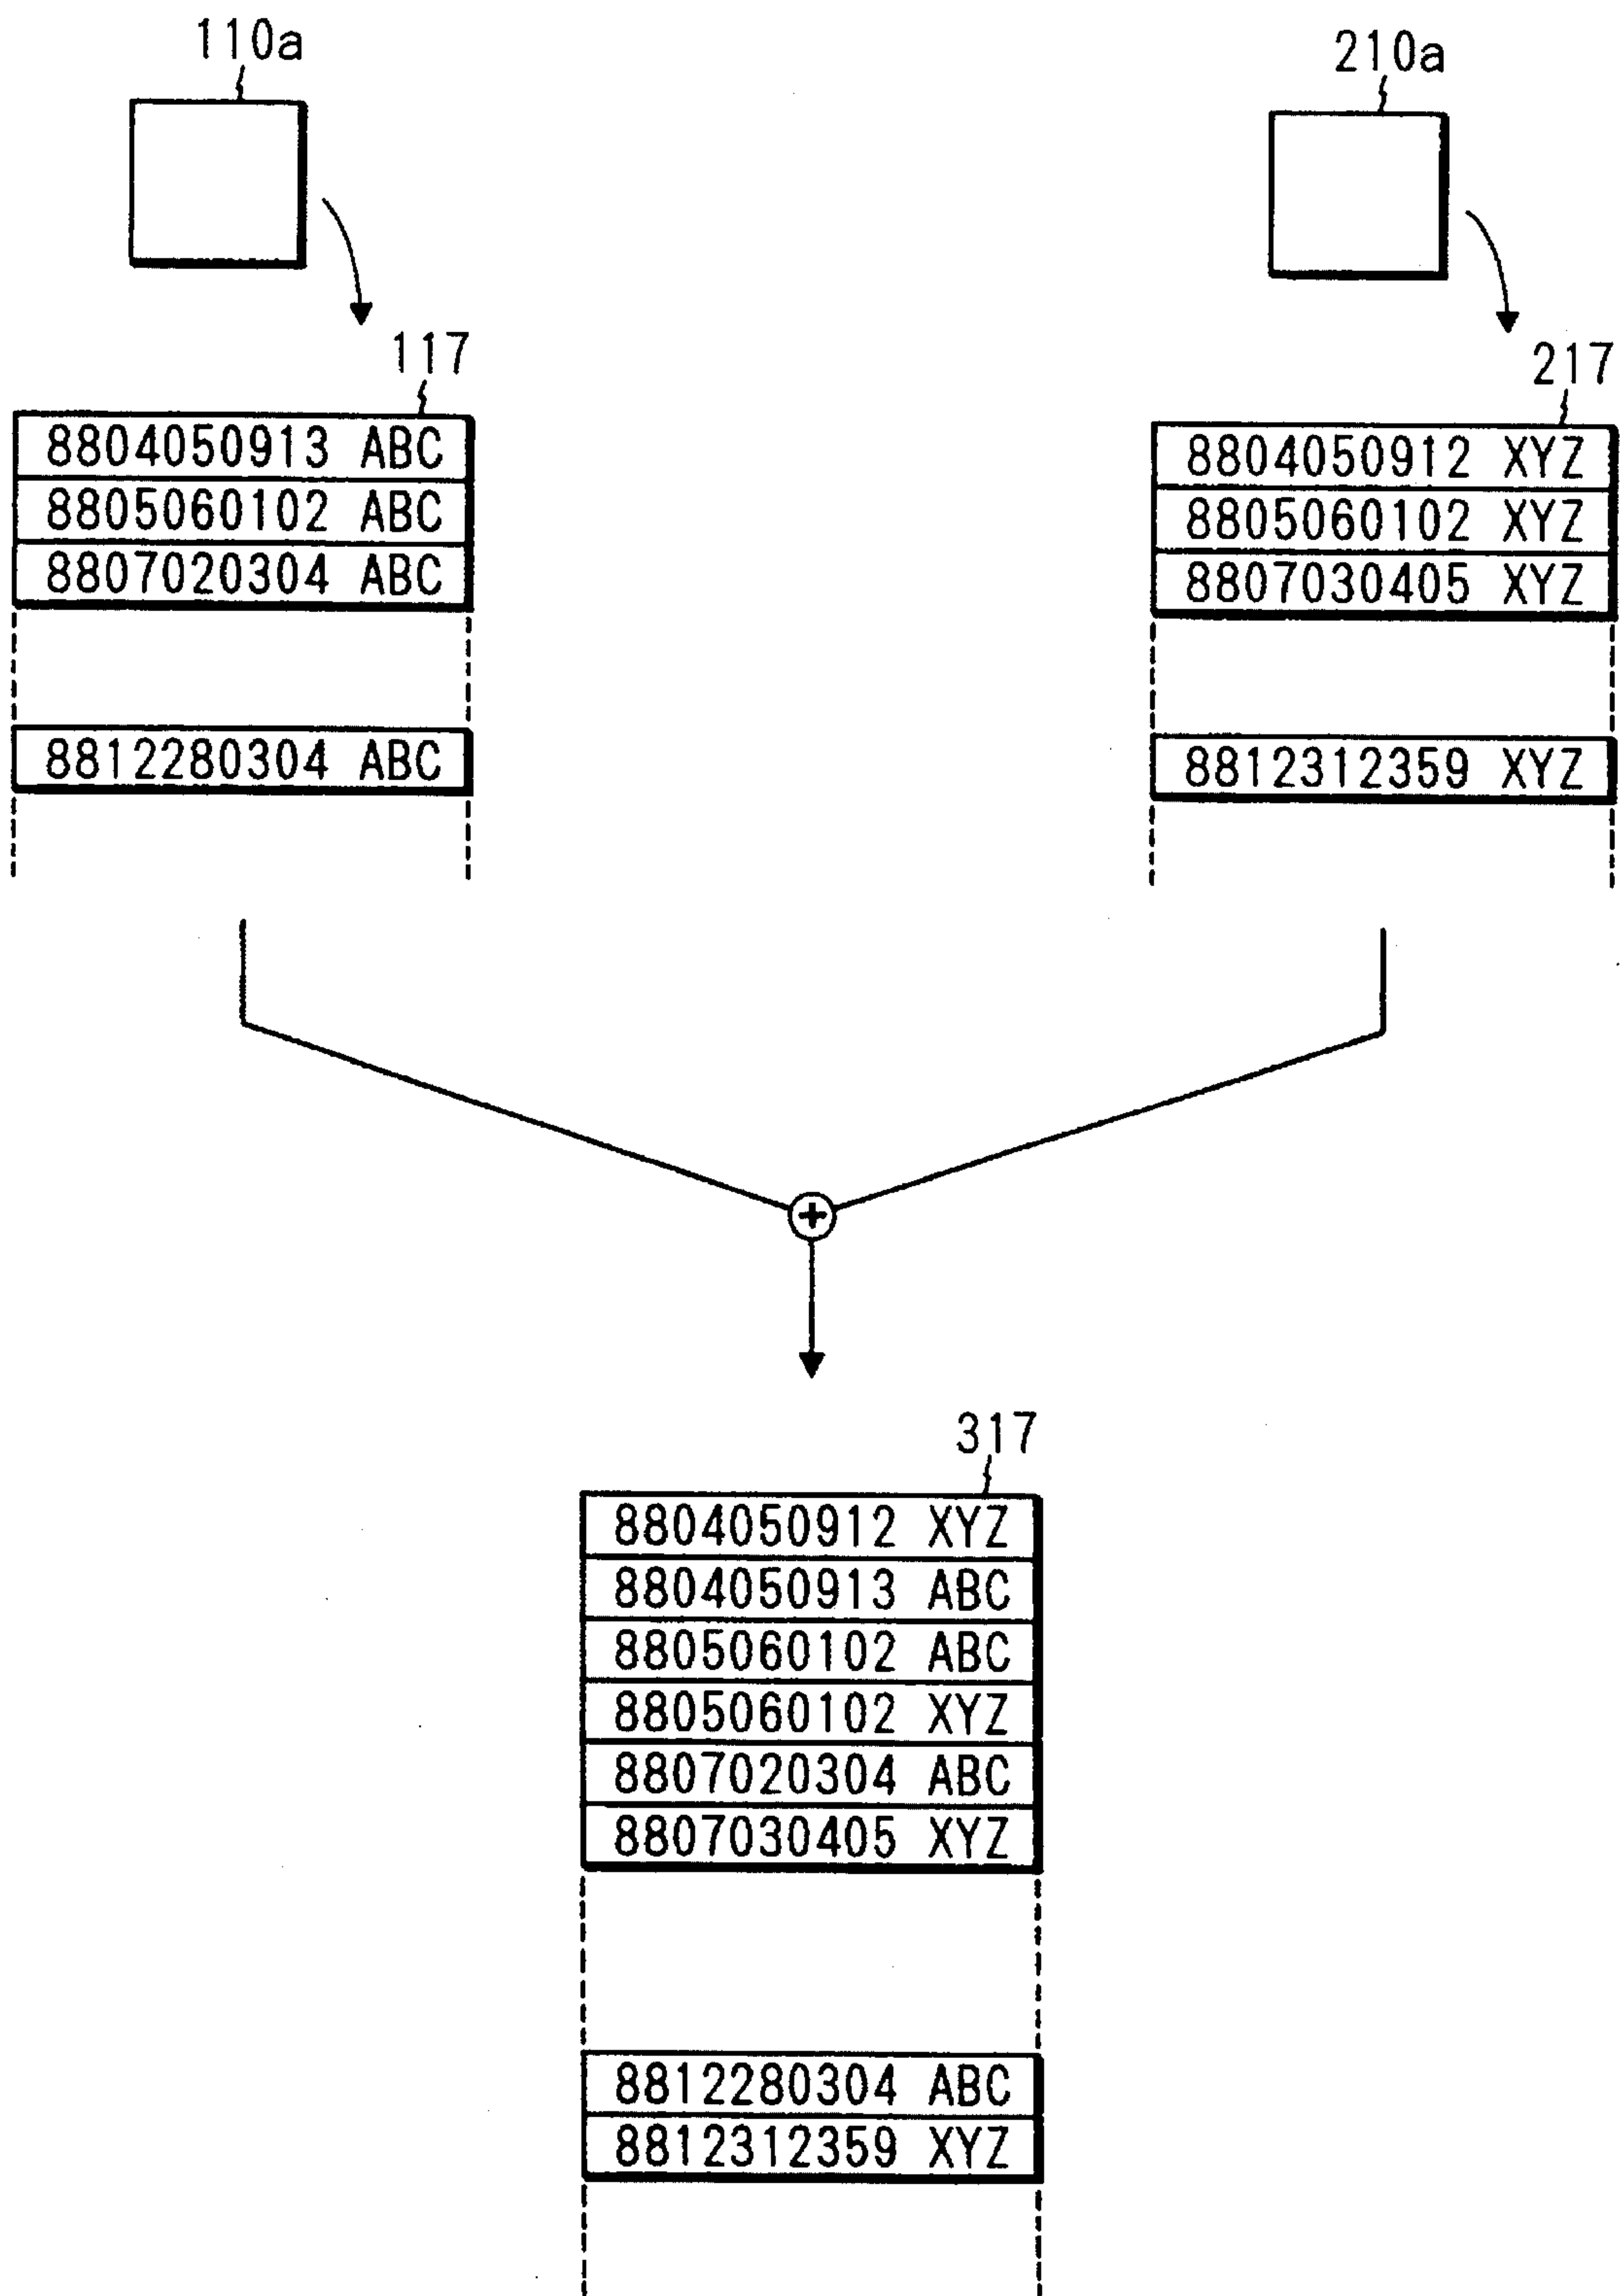 110a
210a
117
217
8804050913 ABC
8805060102 ABC
8807020304 ABC
8812280304 ABC
8804050912 XYZ
8805060102 XYZ
8807030405 XYZ
8812312359 XYZ
+
317
8804050912 XYZ
8804050913 ABC
8805060102 ABC
8805060102 XYZ
8807020304 ABC
8807030405 XYZ
8812280304 ABC
8812312359 XYZ